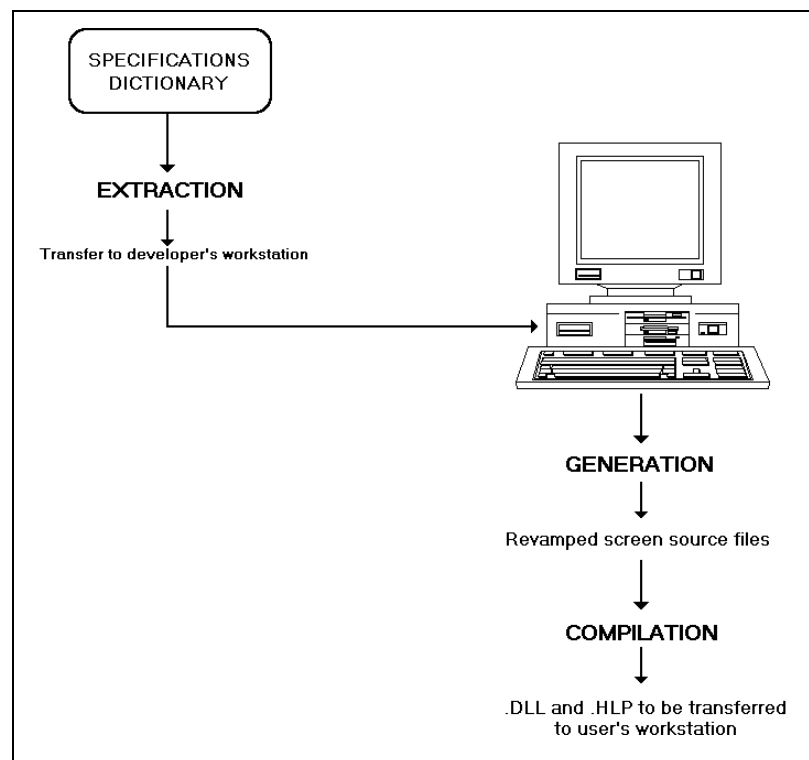 SPECIFICATIONS
DICTIONARY
EXTRACTION
Transfer to developer's workstation
GENERATION
Revamped screen source files
COMPILATION
.DLL and .HLP to be transferred
to user's workstation